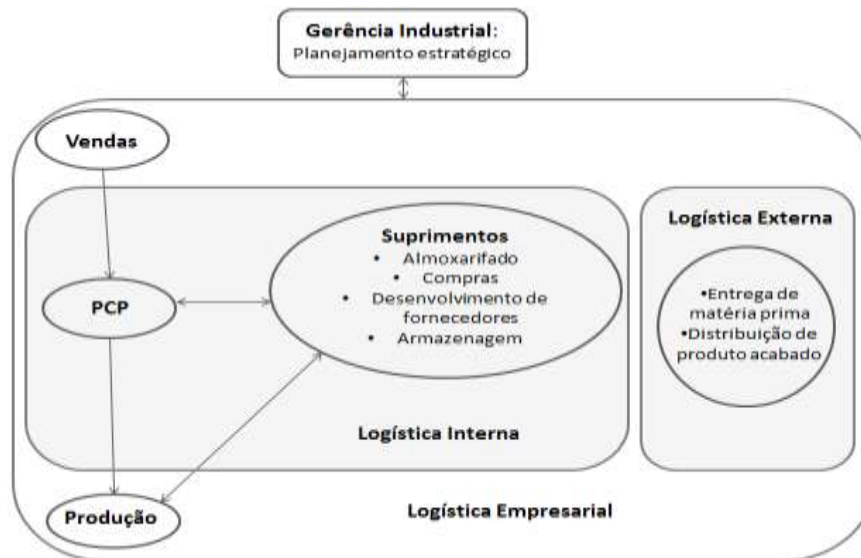 Gerência Industrial:
Planejamento estratégico
Vendas
Logística Externa
Suprimentos
• Almoxarifado
• Compras
• Desenvolvimento de
fornecedores
• Armazenagem
PCP
•Entrega de
matéria prima
•Distribuição de
produto acabado
Logística Interna
Produção
Logística Empresarial